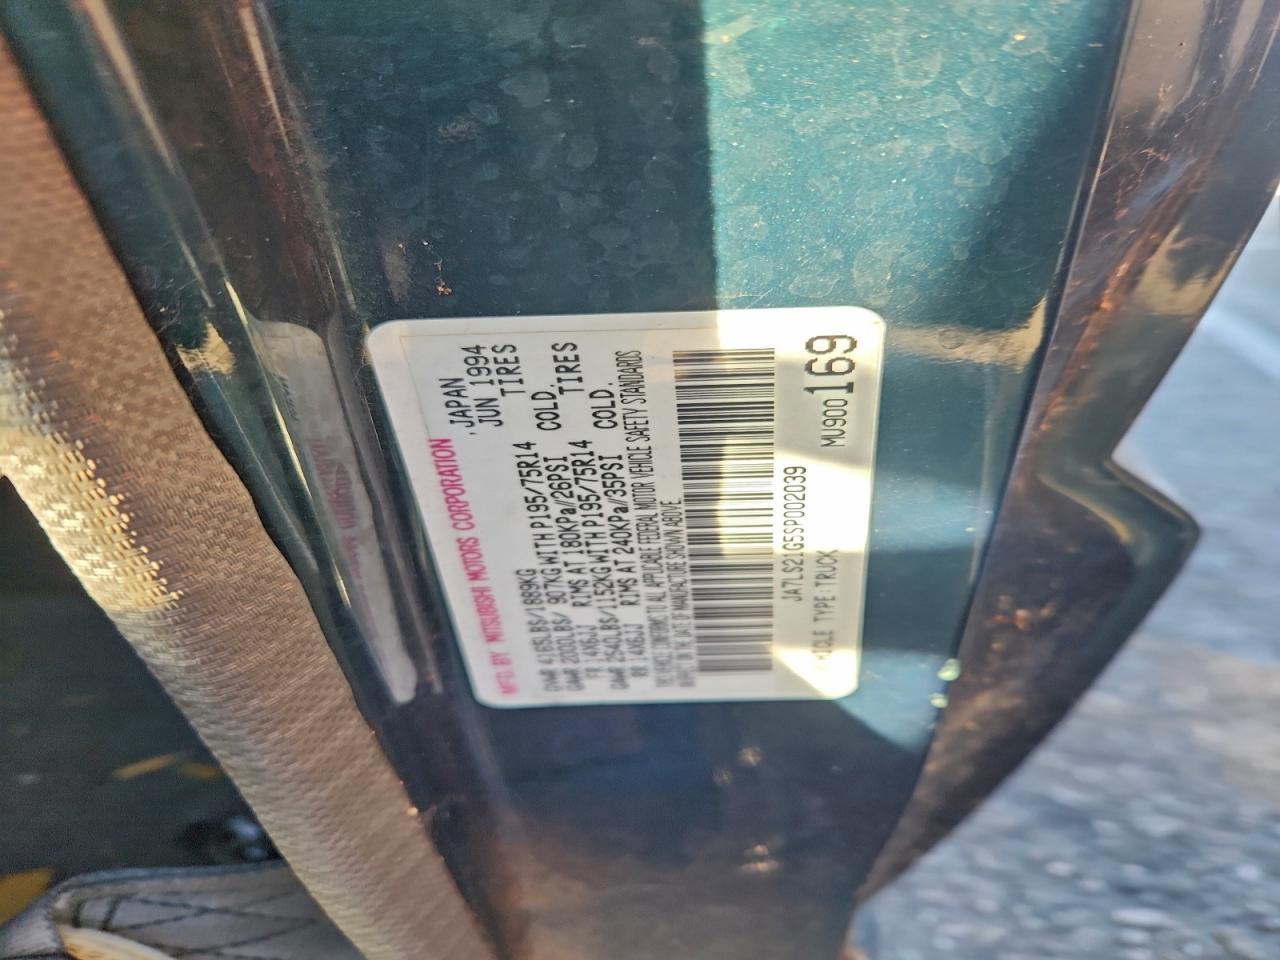 MFD. BY MITSUBISHI MOTORS CORPORATION
, JAPAN
JUN 1994
GVWR 4165LBS/1889KG TIRES
GAWR 2000LBS/ 907KG WITH P195/75R14
FR 4X6JJ RIMS AT 180KPA/26PSI COLD.
GAWR 2540LBS/1152KG WITH P195/75R14 TIRES
RR 4X6JJ RIMS AT 240KPA/35PSI COLD.
THIS VEHICLE CONFORMS TO ALL APPLICABLE FEDERAL MOTOR VEHICLE SAFETY STANDARDS
IN EFFECT ON THE DATE OF MANUFACTURE SHOWN ABOVE.
JA7LS21G5SP002039
VEHICLE TYPE:TRUCK MU900169